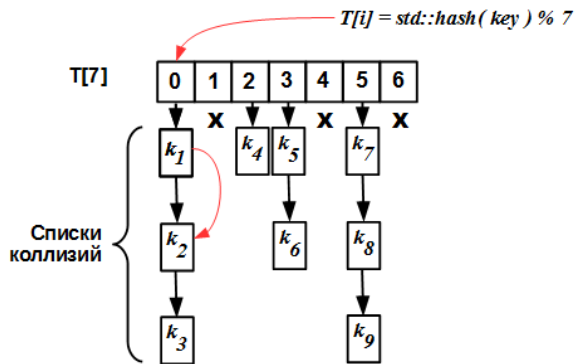 T[i] = std::hash( key ) % 7
T[7] 0 1 2 3 4 5 6
x x x
k1 k4 k5 k7
Списки
коллизий
k2 k6 k8
k3 k9